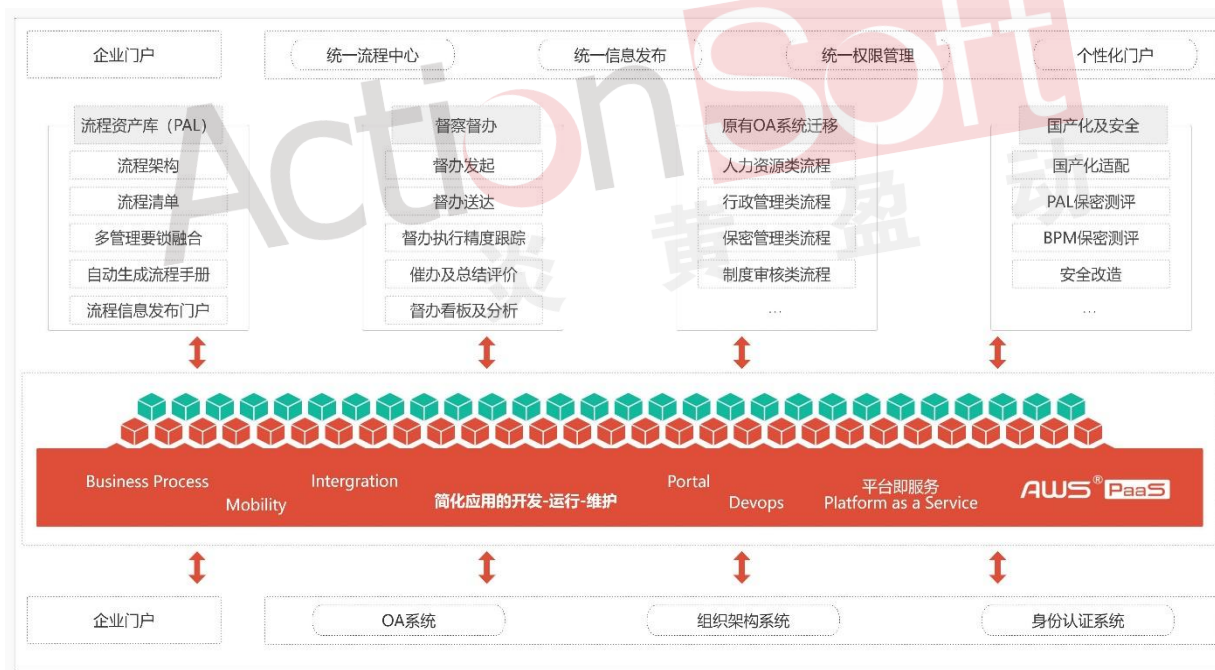 企业门户
统一流程中心
统一信息发布
统一权限管理
个性化门户
流程资产库（PAL）
流程架构
流程清单
多管理要锁融合
自动生成流程手册
流程信息发布门户
督察督办
督办发起
督办送达
督办执行精度跟踪
催办及总结评价
督办看板及分析
原有OA系统迁移
人力资源类流程
行政管理类流程
保密管理类流程
制度审核类流程
...
国产化及安全
国产化适配
PAL保密测评
BPM保密测评
安全改造
...
ActionSoft
炎黄盈动
Business Process
Mobility
Intergration
简化应用的开发-运行-维护
Portal
Devops
平台即服务
Platform as a Service
AWS® PaaS
企业门户
OA系统
组织架构系统
身份认证系统